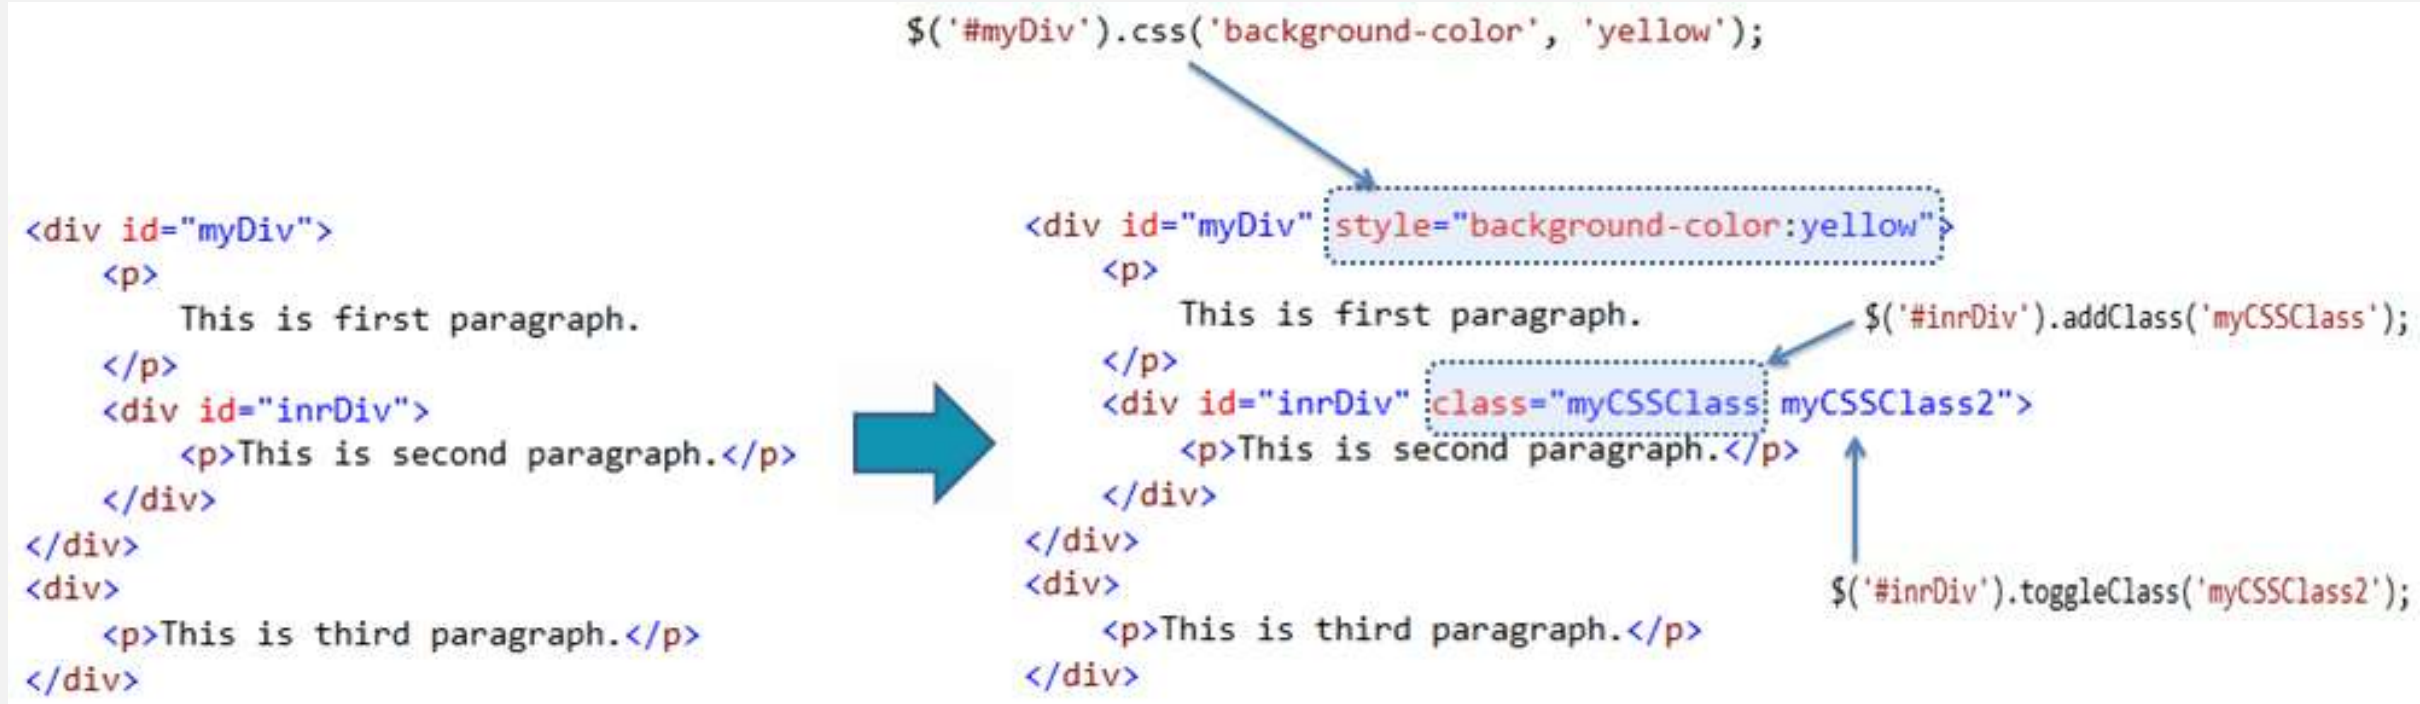 $('#myDiv').css('background-color', 'yellow');
<div id="myDiv">
<p>
This is first paragraph.
</p>
<div id="inrDiv">
<p>This is second paragraph.</p>
</div>
</div>
<div>
<p>This is third paragraph.</p>
</div>
<div id="myDiv" style="background-color:yellow">
<p>
This is first paragraph.
$('#inrDiv').addClass('myCSSClass');
</p>
<div id="inrDiv" class="myCSSClass myCSSClass2">
<p>This is second paragraph.</p>
</div>
</div>
<div>
$('#inrDiv').toggleClass('myCSSClass2');
<p>This is third paragraph.</p>
</div>